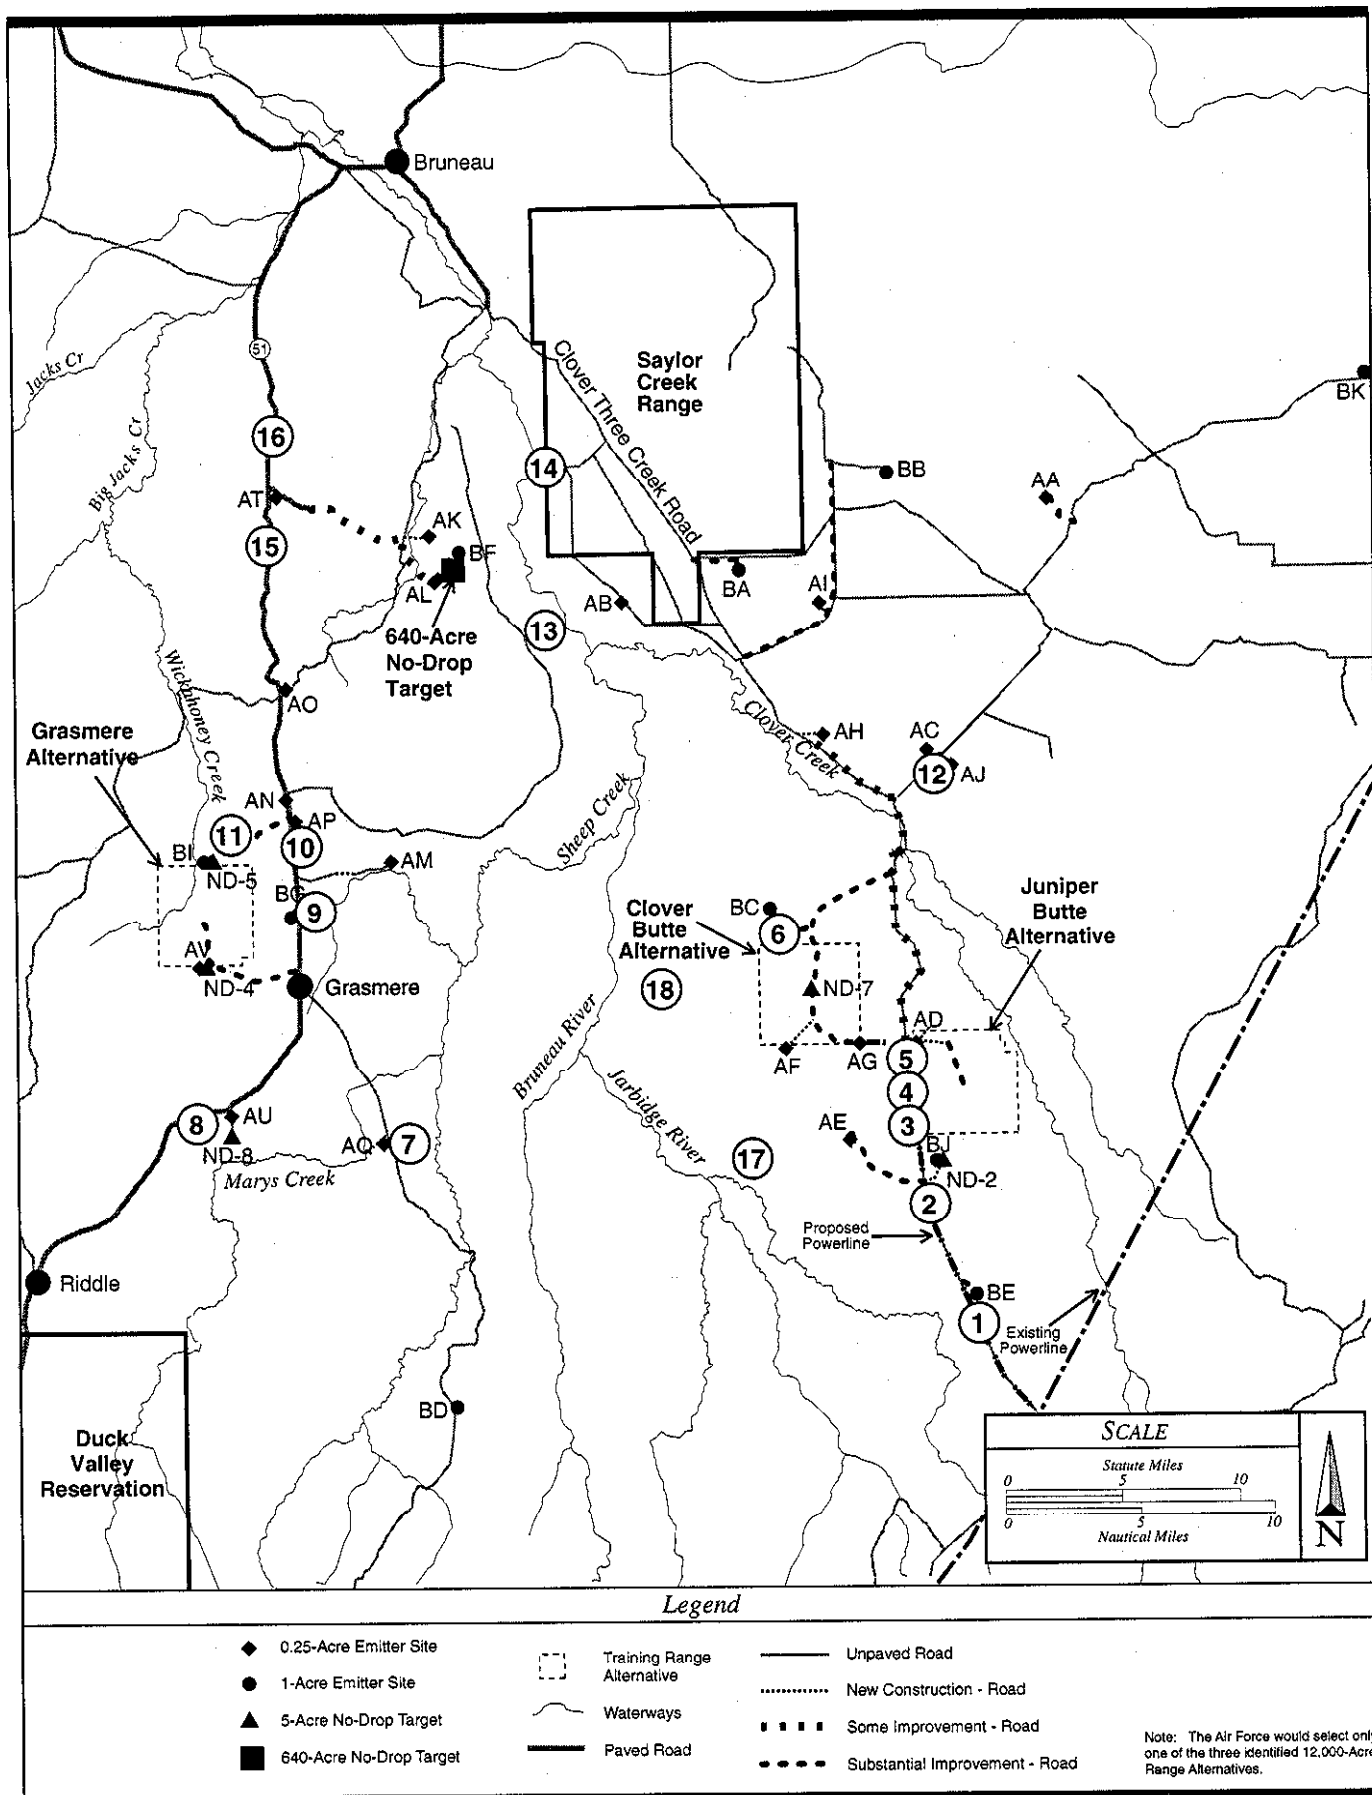 Bruneau
51
Jacks Cr
Big Jacks Cr
Clover Three Creek Road
Saylor
Creek
Range
BK
16
14
BB
AA
AT
AK
15
BF
AL
BA
AB
AI
640-Acre
No-Drop
Target
13
Wickahoney Creek
AO
Grasmere
Alternative
Clover Creek
AH
AC
12
AJ
AN
AP
11
10
Sheep Creek
BI
ND-5
AM
BG
9
Clover
Butte
Alternative
BC
6
Juniper
Butte
Alternative
AV
ND-4
Grasmere
18
ND-7
Bruneau River
AD
AF
AG
5
4
3
Jarbidge River
8
AU
ND-8
AQ
7
AE
BJ
ND-2
17
Marys Creek
2
Proposed
Powerline
Riddle
BE
1
Existing
Powerline
BD
Duck
Valley
Reservation
SCALE
Statute Miles
0 5 10
0 5 10
Nautical Miles
N
Legend
0.25-Acre Emitter Site
1-Acre Emitter Site
5-Acre No-Drop Target
640-Acre No-Drop Target
Training Range
Alternative
Waterways
Paved Road
Unpaved Road
New Construction - Road
Some Improvement - Road
Substantial Improvement - Road
Note: The Air Force would select only
one of the three identified 12,000-Acre
Range Alternatives.